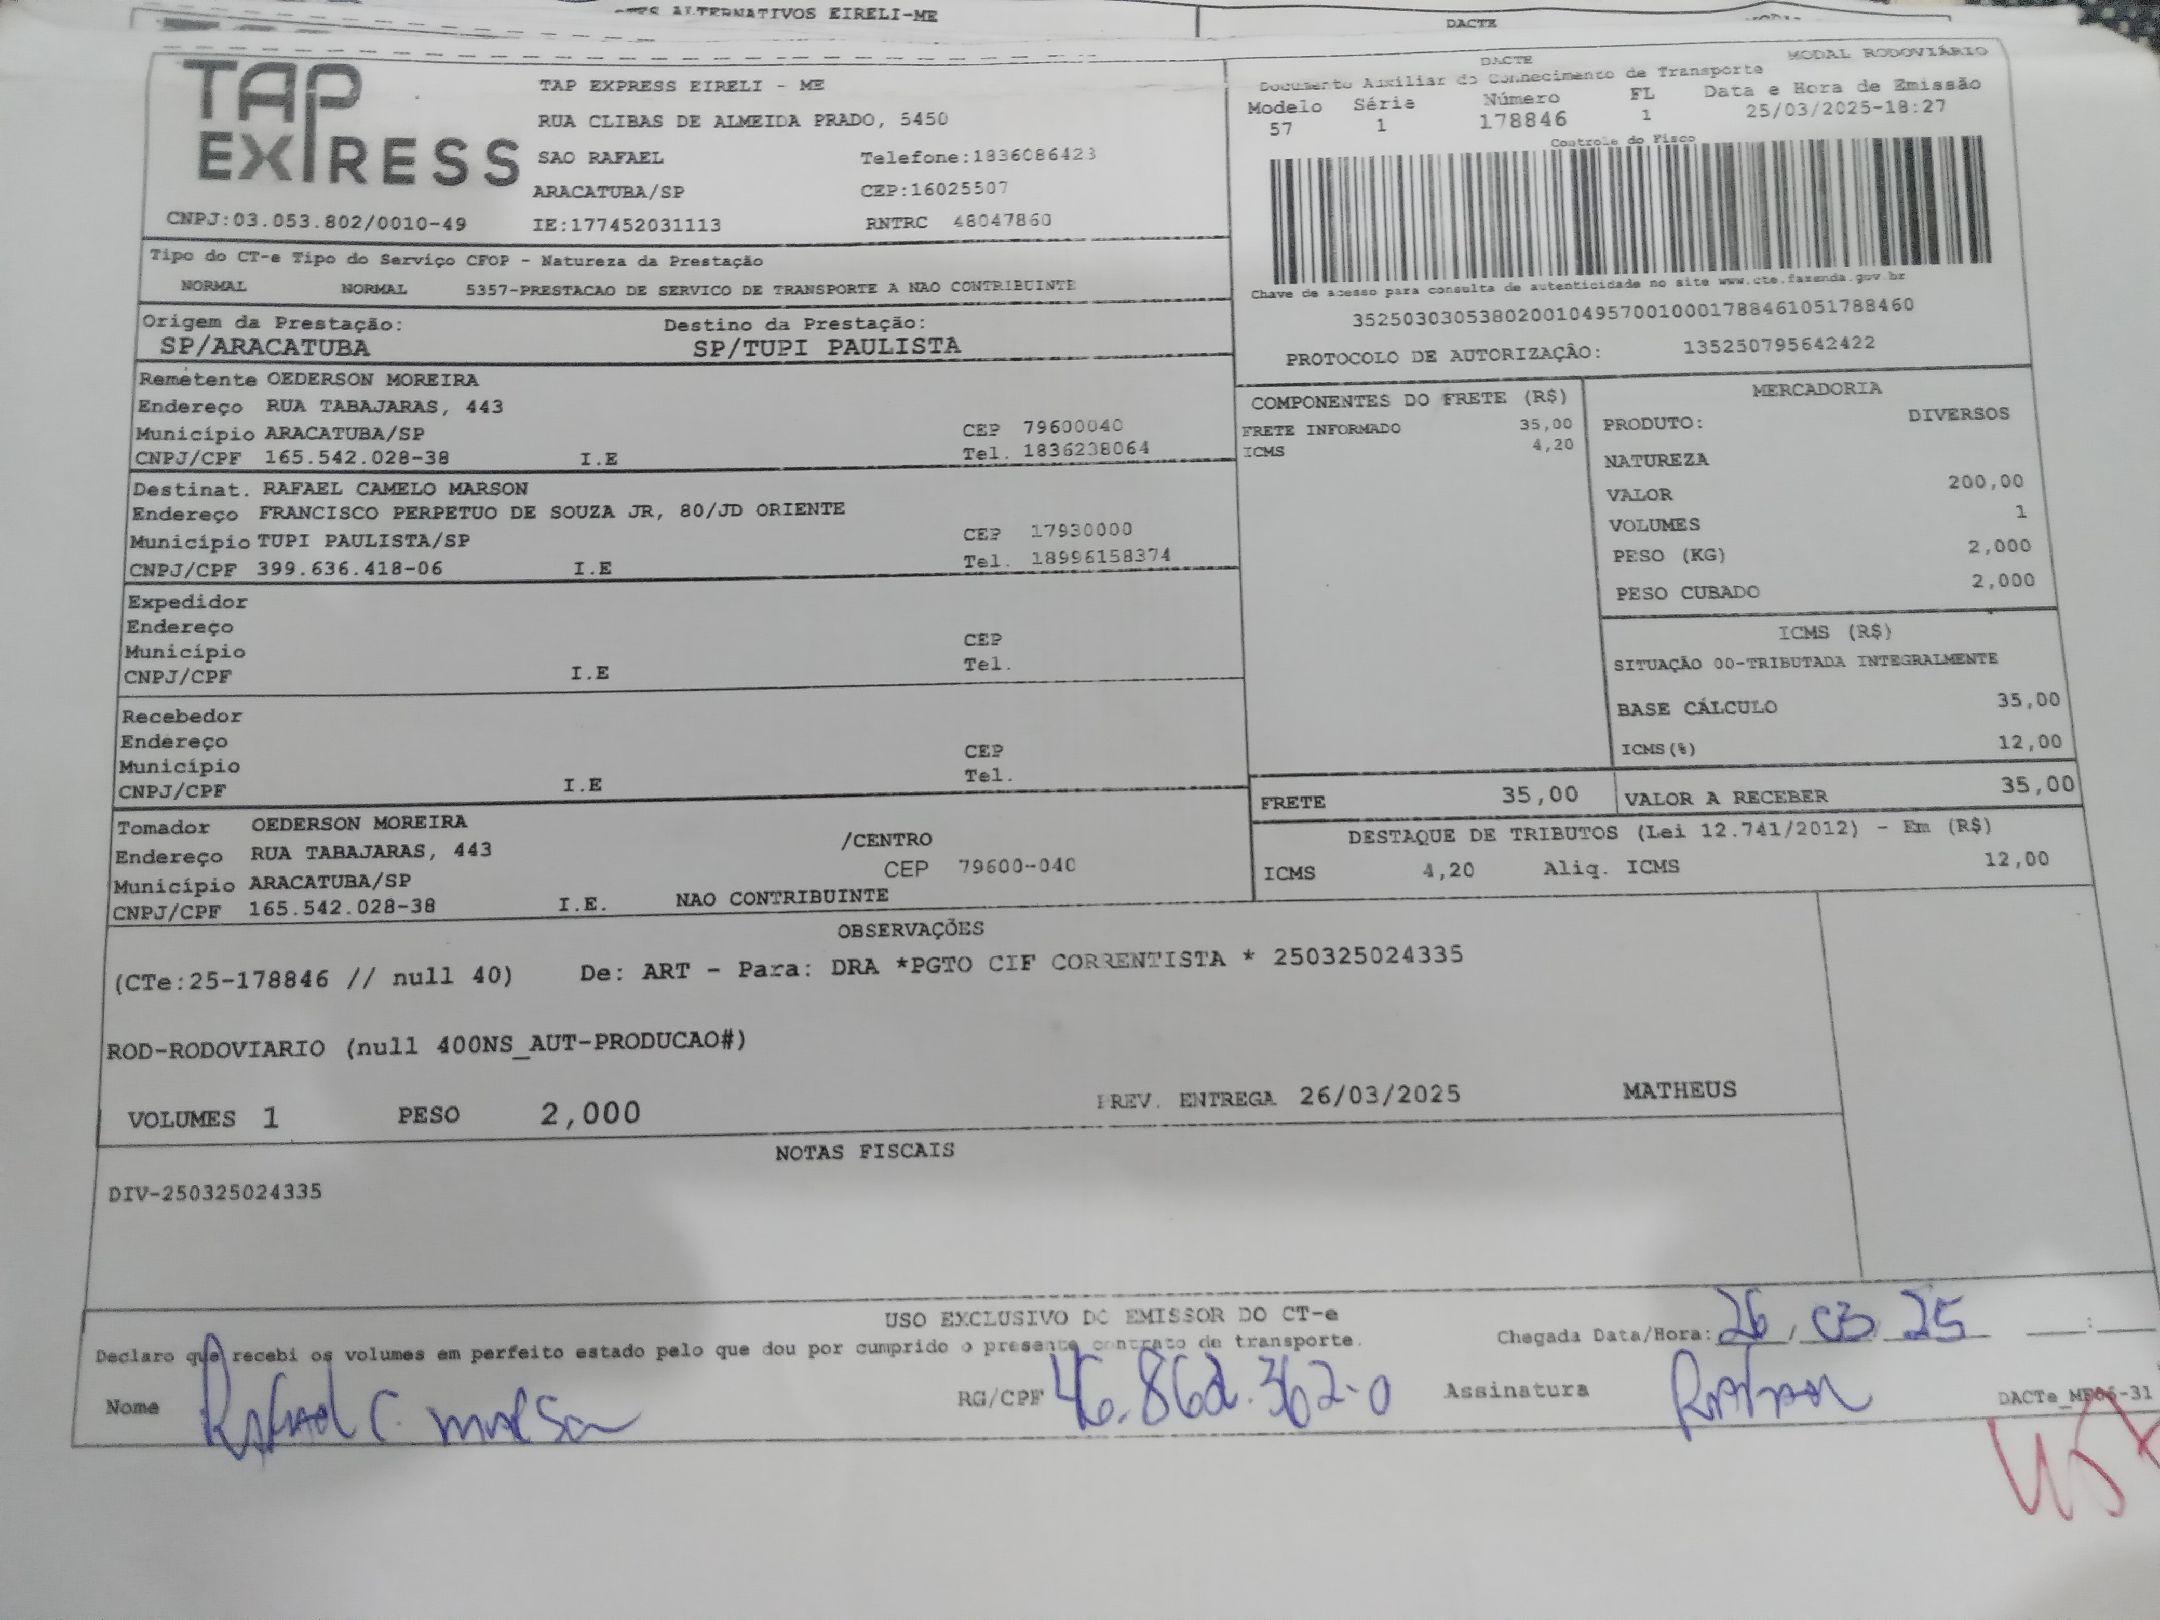 ALTERNATIVOS EIRELI-ME
DACTE
TAP
EXPRESS
TAP EXPRESS EIRELI - ME
RUA CLIBAS DE ALMEIDA PRADO, 5450
SAO RAFAEL Telefone:1836086423
ARACATUBA/SP CEP:16025507
CNPJ:03.053.802/0010-49 IE:177452031113 RNTRC 48047860
DACTE MODAL RODOVIÁRIO
Documento Auxiliar do Conhecimento de Transporte
Modelo Série Número FL Data e Hora de Emissão
57 1 178846 1 25/03/2025-18:27
Controle do Fisco
Chave de acesso para consulta de autenticidade no site www.cte.fazenda.gov.br
35250303053802001049570010001788461051788460
PROTOCOLO DE AUTORIZAÇÂO: 135250795642422
Tipo do CT-e Tipo do Serviço CFOP - Natureza da Prestação
NORMAL NORMAL 5357-PRESTACAO DE SERVICO DE TRANSPORTE A NAO CONTRIBUINTE
Origem da Prestação: Destino da Prestação:
SP/ARACATUBA SP/TUPI PAULISTA
Remetente OEDERSON MOREIRA
Endereço RUA TABAJARAS, 443
Município ARACATUBA/SP CEP 79600040
CNPJ/CPF 165.542.028-38 I.E Tel. 1836238064
Destinat. RAFAEL CAMELO MARSON
Endereço FRANCISCO PERPETUO DE SOUZA JR, 80/JD ORIENTE
Município TUPI PAULISTA/SP CEP 17930000
CNPJ/CPF 399.636.418-06 I.E Tel. 18996158374
Expedidor
Endereço
Município CEP
CNPJ/CPF I.E Tel.
Recebedor
Endereço
Município CEP
CNPJ/CPF I.E Tel.
Tomador OEDERSON MOREIRA
Endereço RUA TABAJARAS, 443 /CENTRO
Município ARACATUBA/SP CEP 79600-040
CNPJ/CPF 165.542.028-38 I.E. NAO CONTRIBUINTE
COMPONENTES DO FRETE (R$)
FRETE INFORMADO 35,00
ICMS 4,20
MERCADORIA
PRODUTO: DIVERSOS
NATUREZA
VALOR 200,00
VOLUMES 1
PESO (KG) 2,000
PESO CUBADO 2,000
ICMS (R$)
SITUAÇÃO 00-TRIBUTADA INTEGRALMENTE
BASE CÁLCULO 35,00
ICMS(%) 12,00
FRETE 35,00 VALOR A RECEBER 35,00
DESTAQUE DE TRIBUTOS (Lei 12.741/2012) - Em (R$)
ICMS 4,20 Aliq. ICMS 12,00
OBSERVAÇÕES
(CTe:25-178846 // null 40) De: ART - Para: DRA *PGTO CIF CORRENTISTA * 250325024335
ROD-RODOVIARIO (null 400NS_AUT-PRODUCAO#)
VOLUMES 1 PESO 2,000 PREV. ENTREGA 26/03/2025 MATHEUS
NOTAS FISCAIS
DIV-250325024335
USO EXCLUSIVO DO EMISSOR DO CT-e
Declaro que recebi os volumes em perfeito estado pelo que dou por cumprido o presente contrato de transporte. Chegada Data/Hora: 26/03 25 :
Nome Rafael C. Marson RG/CPF 46.862.362-0 Assinatura Rafael DACTe_MF06-31